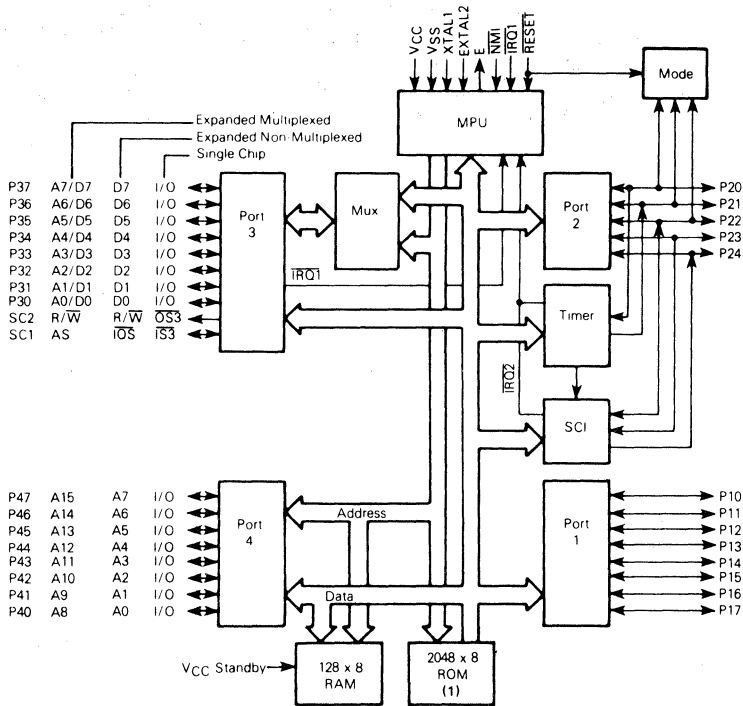 VCC
VSS
XTAL1
EXTAL2
E
NMI
IRQ1
RESET
Mode
MPU
Expanded Multiplexed
Expanded Non-Multiplexed
Single Chip
P37 A7/D7 D7 I/O
P36 A6/D6 D6 I/O
P35 A5/D5 D5 I/O
P34 A4/D4 D4 I/O
P33 A3/D3 D3 I/O
P32 A2/D2 D2 I/O
P31 A1/D1 D1 I/O
P30 A0/D0 D0 I/O
SC2 R/W R/W OS3
SC1 AS IOS IS3
Port
3
Mux
IRQ1
Port
2
P20
P21
P22
P23
P24
Timer
IRQ2
SCI
P47 A15 A7 I/O
P46 A14 A6 I/O
P45 A13 A5 I/O
P44 A12 A4 I/O
P43 A11 A3 I/O
P42 A10 A2 I/O
P41 A9 A1 I/O
P40 A8 A0 I/O
Port
4
Address
Data
Port
1
P10
P11
P12
P13
P14
P15
P16
P17
VCC Standby
128 x 8
RAM
2048 x 8
ROM
(1)